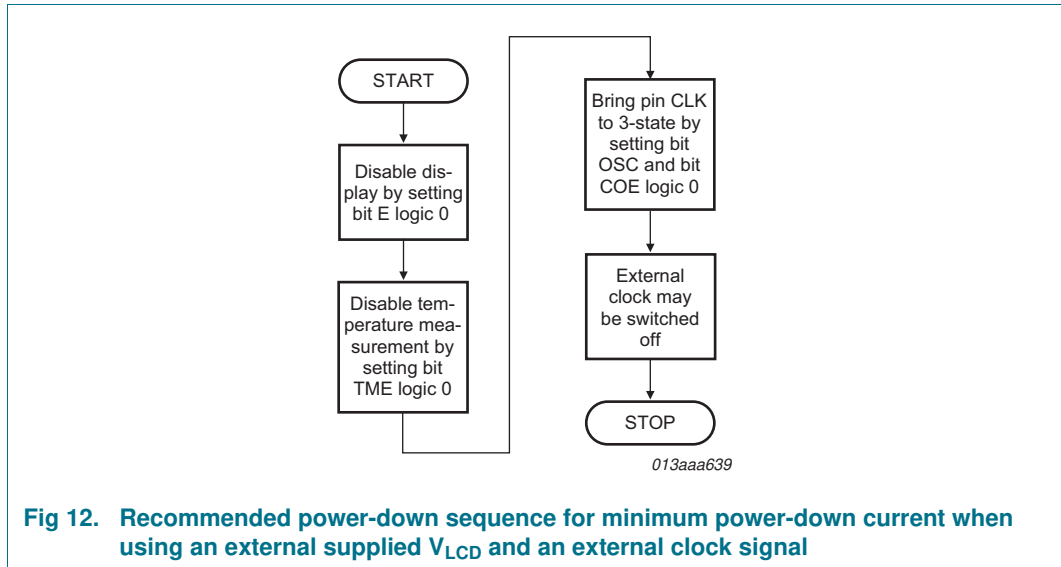 START
Disable dis-
play by setting
bit E logic 0
Disable tem-
perature mea-
surement by
setting bit
TME logic 0
Bring pin CLK
to 3-state by
setting bit
OSC and bit
COE logic 0
External
clock may
be switched
off
STOP
013aaa639
Fig 12. Recommended power-down sequence for minimum power-down current when
using an external supplied VLCD and an external clock signal